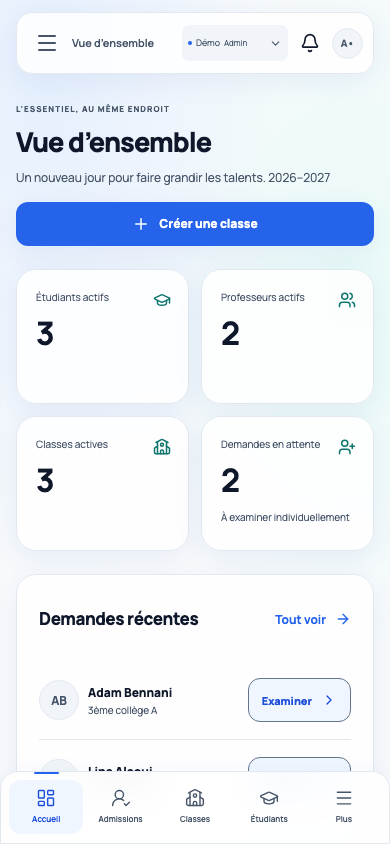 Vue d’ensemble
Démo Admin
A•
L’ESSENTIEL, AU MÊME ENDROIT
Vue d’ensemble
Un nouveau jour pour faire grandir les talents. 2026–2027
Créer une classe
Étudiants actifs
3
Professeurs actifs
2
Classes actives
3
Demandes en attente
2
À examiner individuellement
Demandes récentes
Tout voir
AB
Adam Bennani
3ème collège A
Examiner
Accueil
Admissions
Classes
Étudiants
Plus